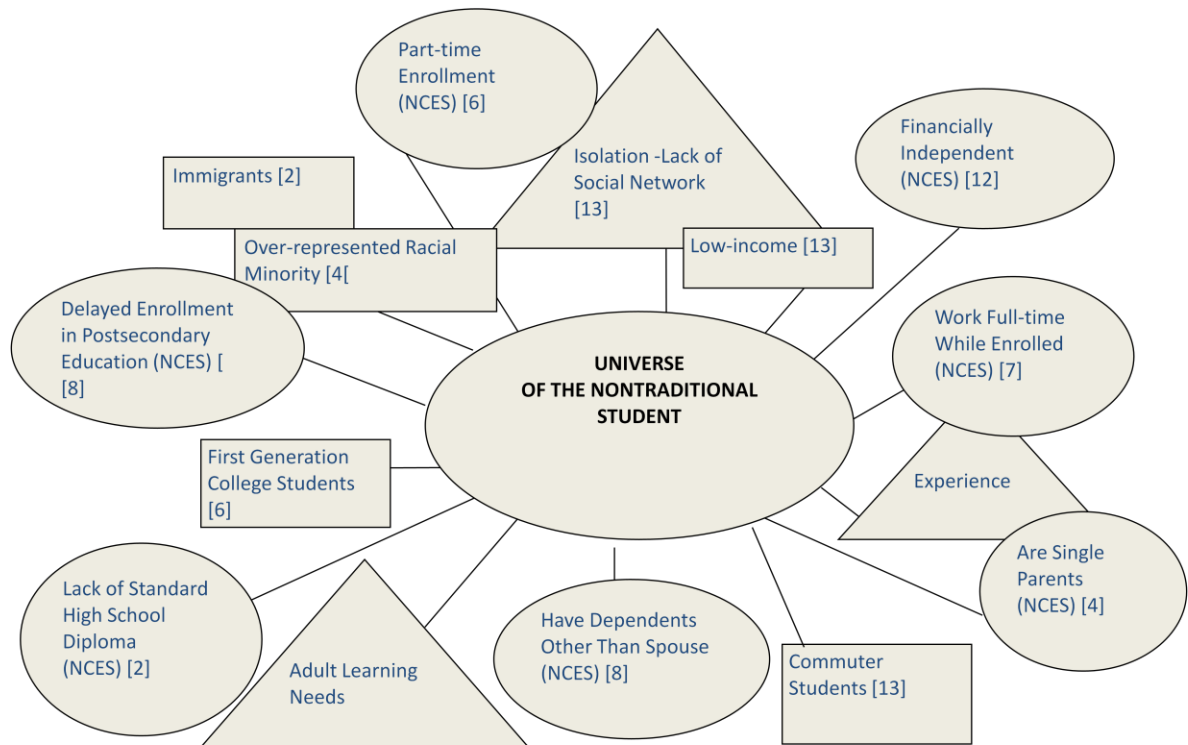 Part-time
Enrollment
(NCES) [6]
Isolation -Lack of
Social Network
[13]
Financially
Independent
(NCES) [12]
Immigrants [2]
Over-represented Racial
Minority [4[
Low-income [13]
Delayed Enrollment
in Postsecondary
Education (NCES) [
[8]
UNIVERSE
OF THE NONTRADITIONAL
STUDENT
Work Full-time
While Enrolled
(NCES) [7]
First Generation
College Students
[6]
Experience
Are Single
Parents
(NCES) [4]
Lack of Standard
High School
Diploma
(NCES) [2]
Adult Learning
Needs
Have Dependents
Other Than Spouse
(NCES) [8]
Commuter
Students [13]